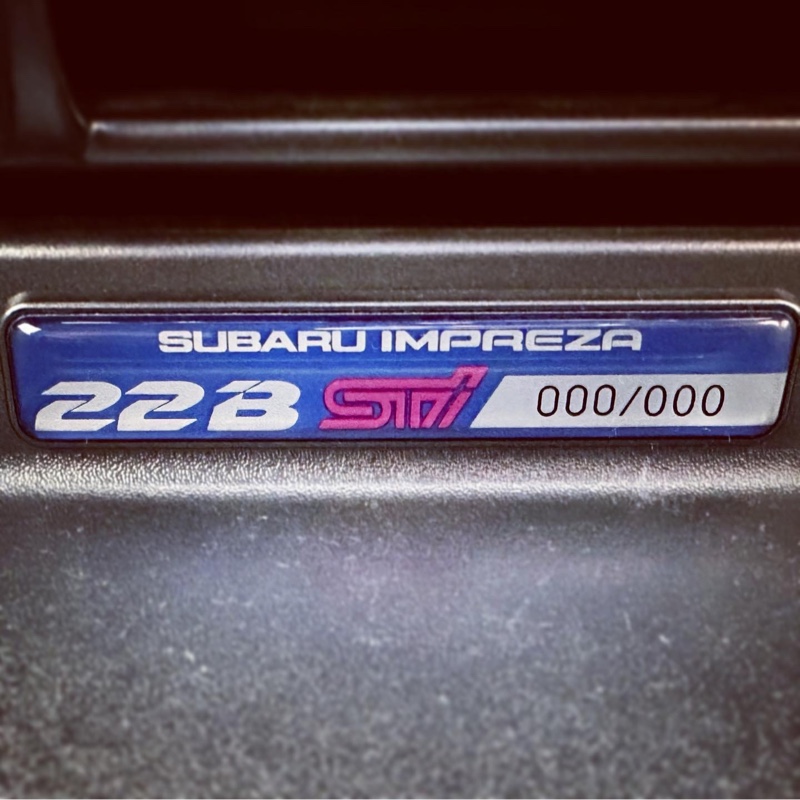 SUBARU IMPREZA
22B STi 000/000